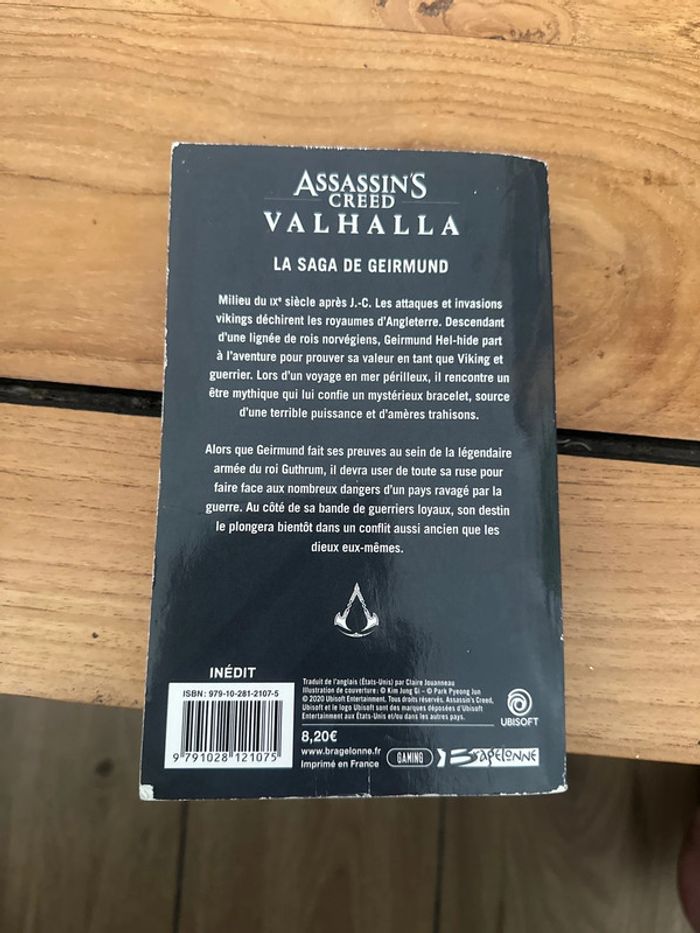 ASSASSIN'S
CREED
VALHALLA
LA SAGA DE GEIRMUND
Milieu du IXe siècle après J.-C. Les attaques et invasions
vikings déchirent les royaumes d'Angleterre. Descendant
d'une lignée de rois norvégiens, Geirmund Hel-hide part
à l'aventure pour prouver sa valeur en tant que Viking et
guerrier. Lors d'un voyage en mer périlleux, il rencontre un
être mythique qui lui confie un mystérieux bracelet, source
d'une terrible puissance et d'amères trahisons.
Alors que Geirmund fait ses preuves au sein de la légendaire
armée du roi Guthrum, il devra user de toute sa ruse pour
faire face aux nombreux dangers d'un pays ravagé par la
guerre. Au côté de sa bande de guerriers loyaux, son destin
le plongera bientôt dans un conflit aussi ancien que les
dieux eux-mêmes.
INÉDIT
ISBN : 979-10-281-2107-5
9 791028 121075
Traduit de l'anglais (États-Unis) par Claire Jouanneau
Illustration de couverture : © Kim Jung Gi – © Park Pyeong Jun
© 2020 Ubisoft Entertainment. Tous droits réservés. Assassin's Creed,
Ubisoft et le logo Ubisoft sont des marques déposées d'Ubisoft
Entertainment aux États-Unis et/ou dans les autres pays.
8,20€
www.bragelonne.fr
Imprimé en France
GAMING
BRAGELONNE
UBISOFT